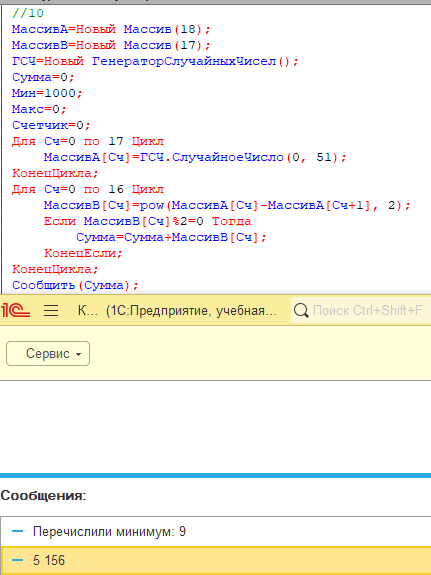 //10
МассивА=Новый Массив(18);
МассивВ=Новый Массив(17);
ГСЧ=Новый ГенераторСлучайныхЧисел();
Сумма=0;
Мин=1000;
Макс=0;
Счетчик=0;
Для Сч=0 по 17 Цикл
МассивА[Сч]=ГСЧ.СлучайноеЧисло(0, 51);
КонецЦикла;
Для Сч=0 по 16 Цикл
МассивВ[Сч]=pow(МассивА[Сч]-МассивА[Сч+1], 2);
Если МассивВ[Сч]%2=0 Тогда
Сумма=Сумма+МассивВ[Сч];
КонецЕсли;
КонецЦикла;
Сообщить(Сумма);
1С К... (1С:Предприятие, учебная... Поиск Ctrl+Shift+F
Сервис
Сообщения:
Перечислили минимум: 9
5 156